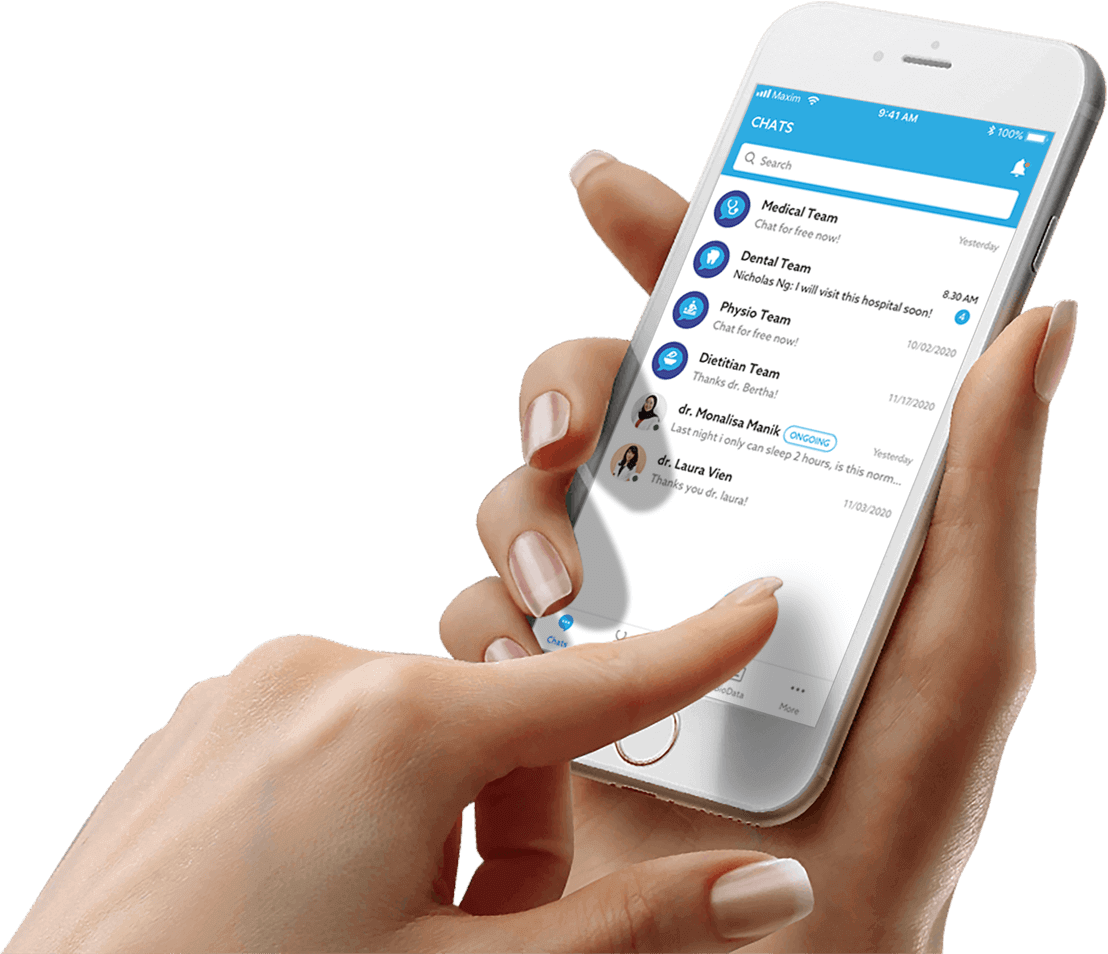 Maxim
9:41 AM
100%
CHATS
Search
Medical Team
Chat for free now!
Yesterday
Dental Team
Nicholas Ng: I will visit this hospital soon!
8.30 AM
4
Physio Team
Chat for free now!
10/02/2020
Dietitian Team
Thanks dr. Bertha!
11/17/2020
dr. Monalisa Manik
ONGOING
Last night i only can sleep 2 hours, is this norm...
Yesterday
dr. Laura Vien
Thanks you dr. laura!
11/03/2020
Chats
More